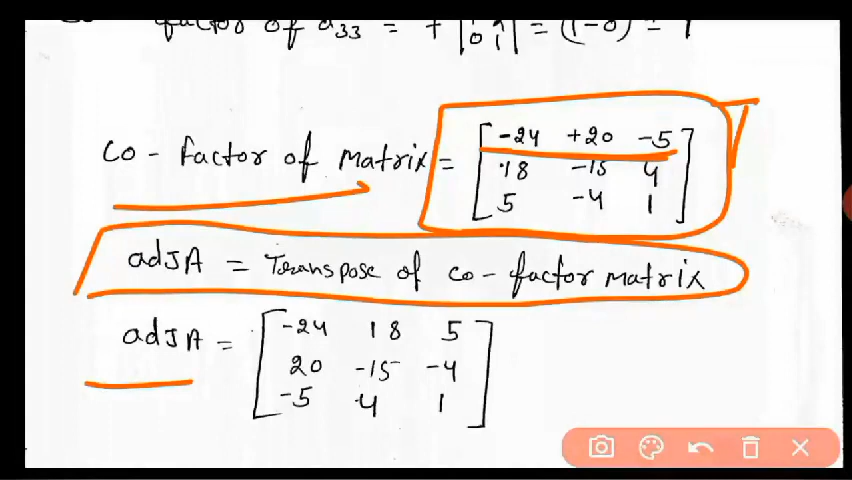 factor of a33 = + |0 1| = (1-0) = 1
Co-factor of matrix = [-24 +20 -5
18 -15 4
5 -4 1]
adjA = Transpose of co-factor matrix
adjA = [-24 18 5
20 -15 -4
-5 4 1]